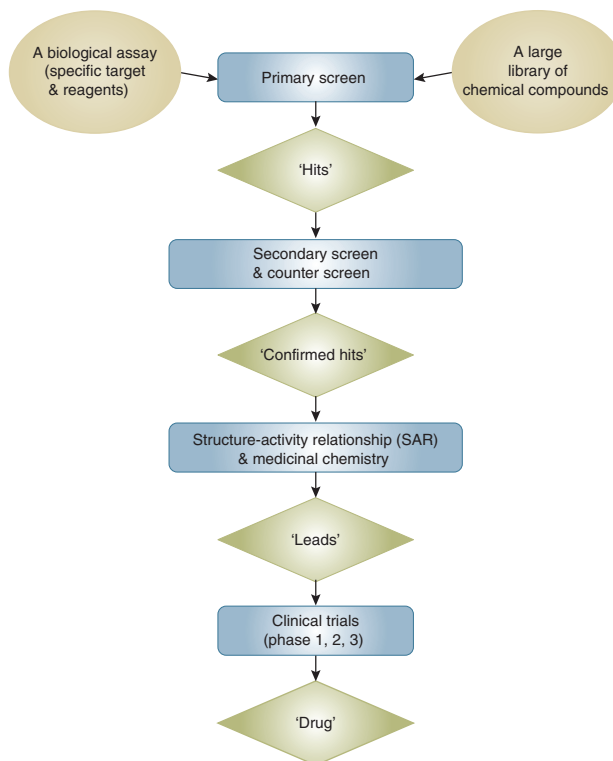 A biological assay
(specific target
& reagents)
Primary screen
A large
library of
chemical compounds
‘Hits’
Secondary screen
& counter screen
‘Confirmed hits’
Structure-activity relationship (SAR)
& medicinal chemistry
‘Leads’
Clinical trials
(phase 1, 2, 3)
‘Drug’